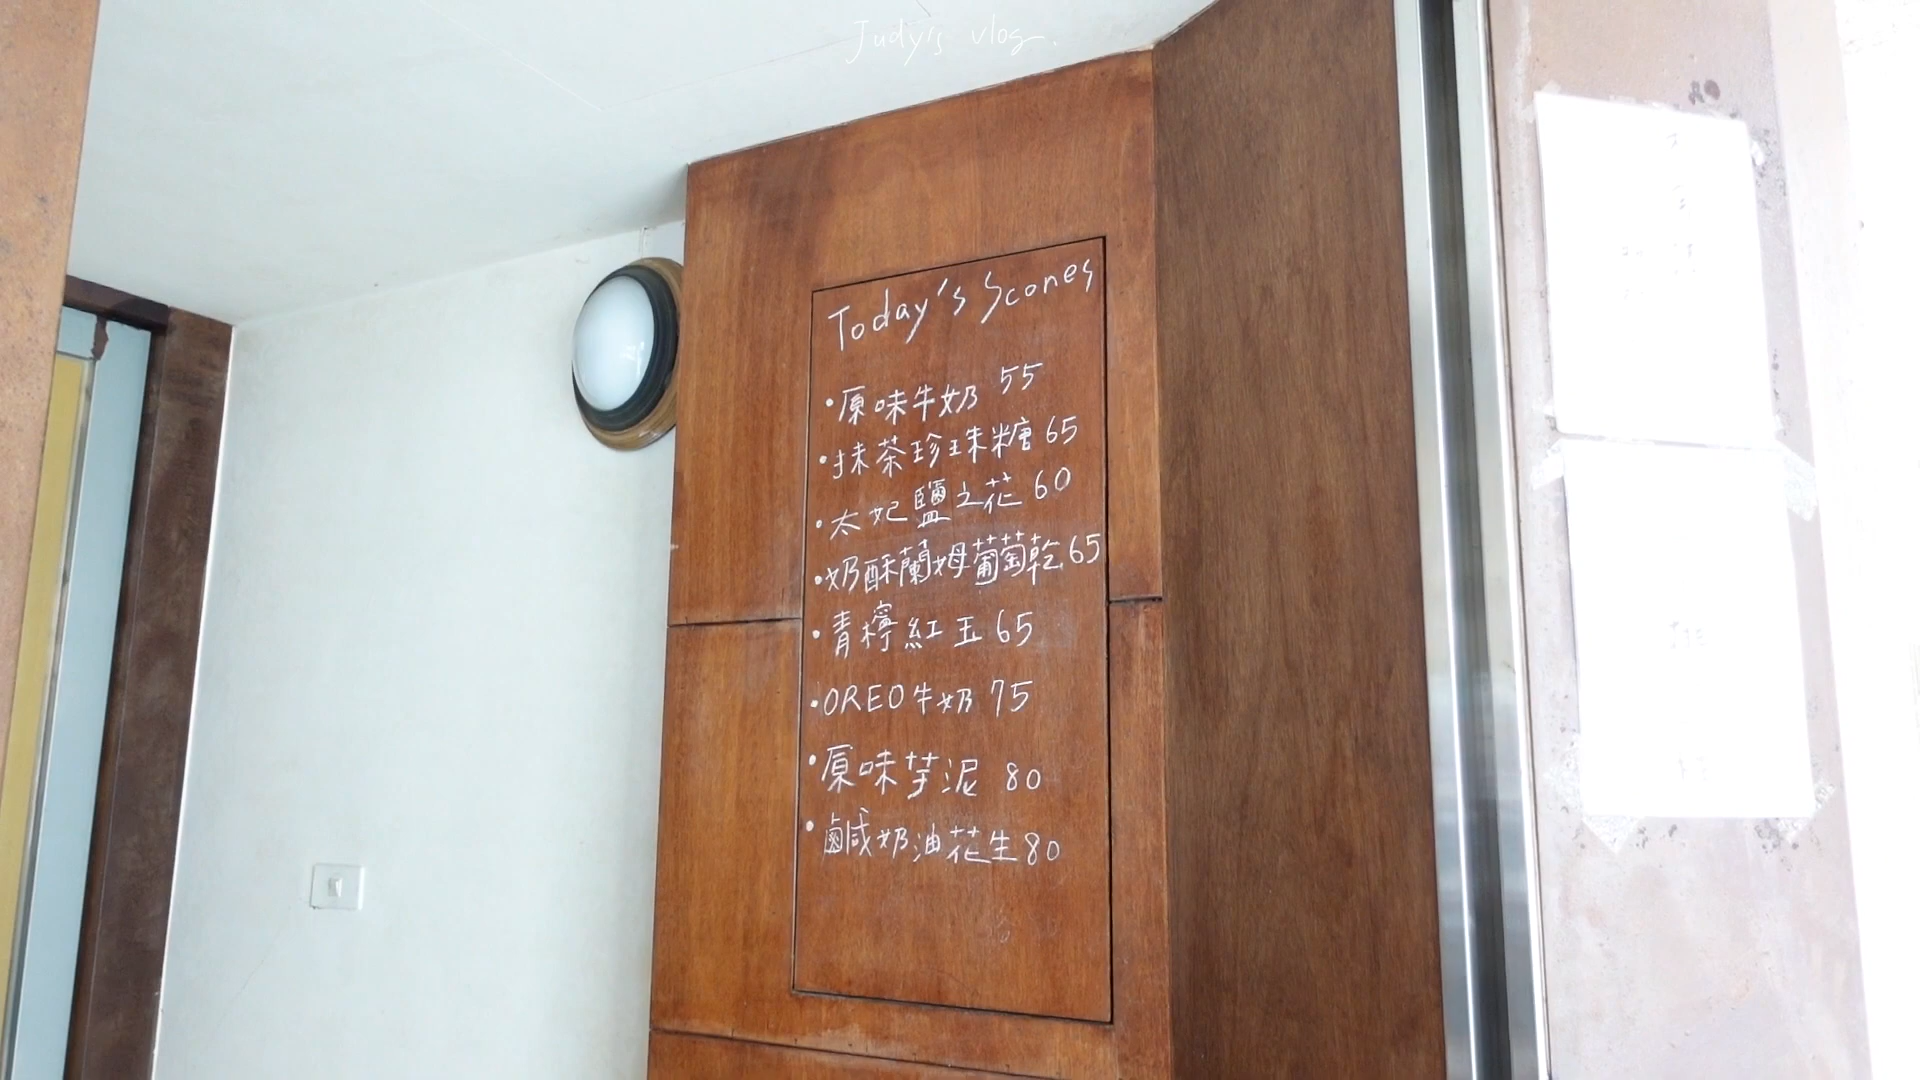 Judy's vlog.
Today's Scones
•原味牛奶 55
•抹茶珍珠糖 65
•太妃鹽之花 60
•奶酥蘭姆葡萄乾 65
•青檸紅玉 65
•OREO牛奶 75
•原味芋泥 80
•鹹奶油花生 80